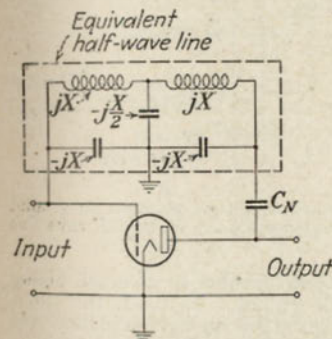 Equivalent
half-wave line
jX
-jX/2
jX
-jX
-jX
C_N
Input
Output